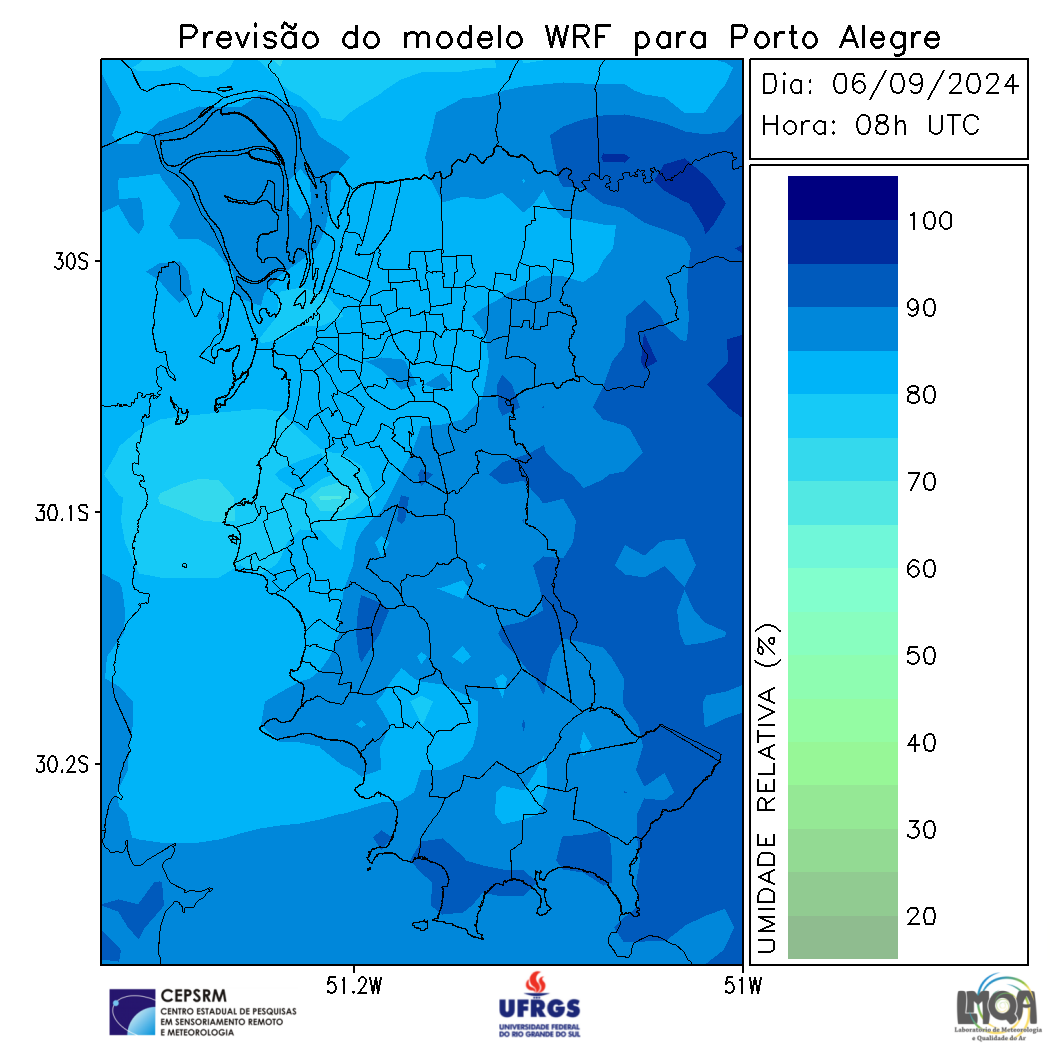 Previsão do modelo WRF para Porto Alegre
Dia: 06/09/2024
Hora: 08h UTC
100
90
80
70
60
50
40
30
20
UMIDADE RELATIVA (%)
30S
30.1S
30.2S
51.2W
51W
CEPSRM
CENTRO ESTADUAL DE PESQUISAS
EM SENSORIAMENTO REMOTO
E METEOROLOGIA
UFRGS
UNIVERSIDADE FEDERAL
DO RIO GRANDE DO SUL
LMQA
Laboratório de Meteorologia
e Qualidade do Ar